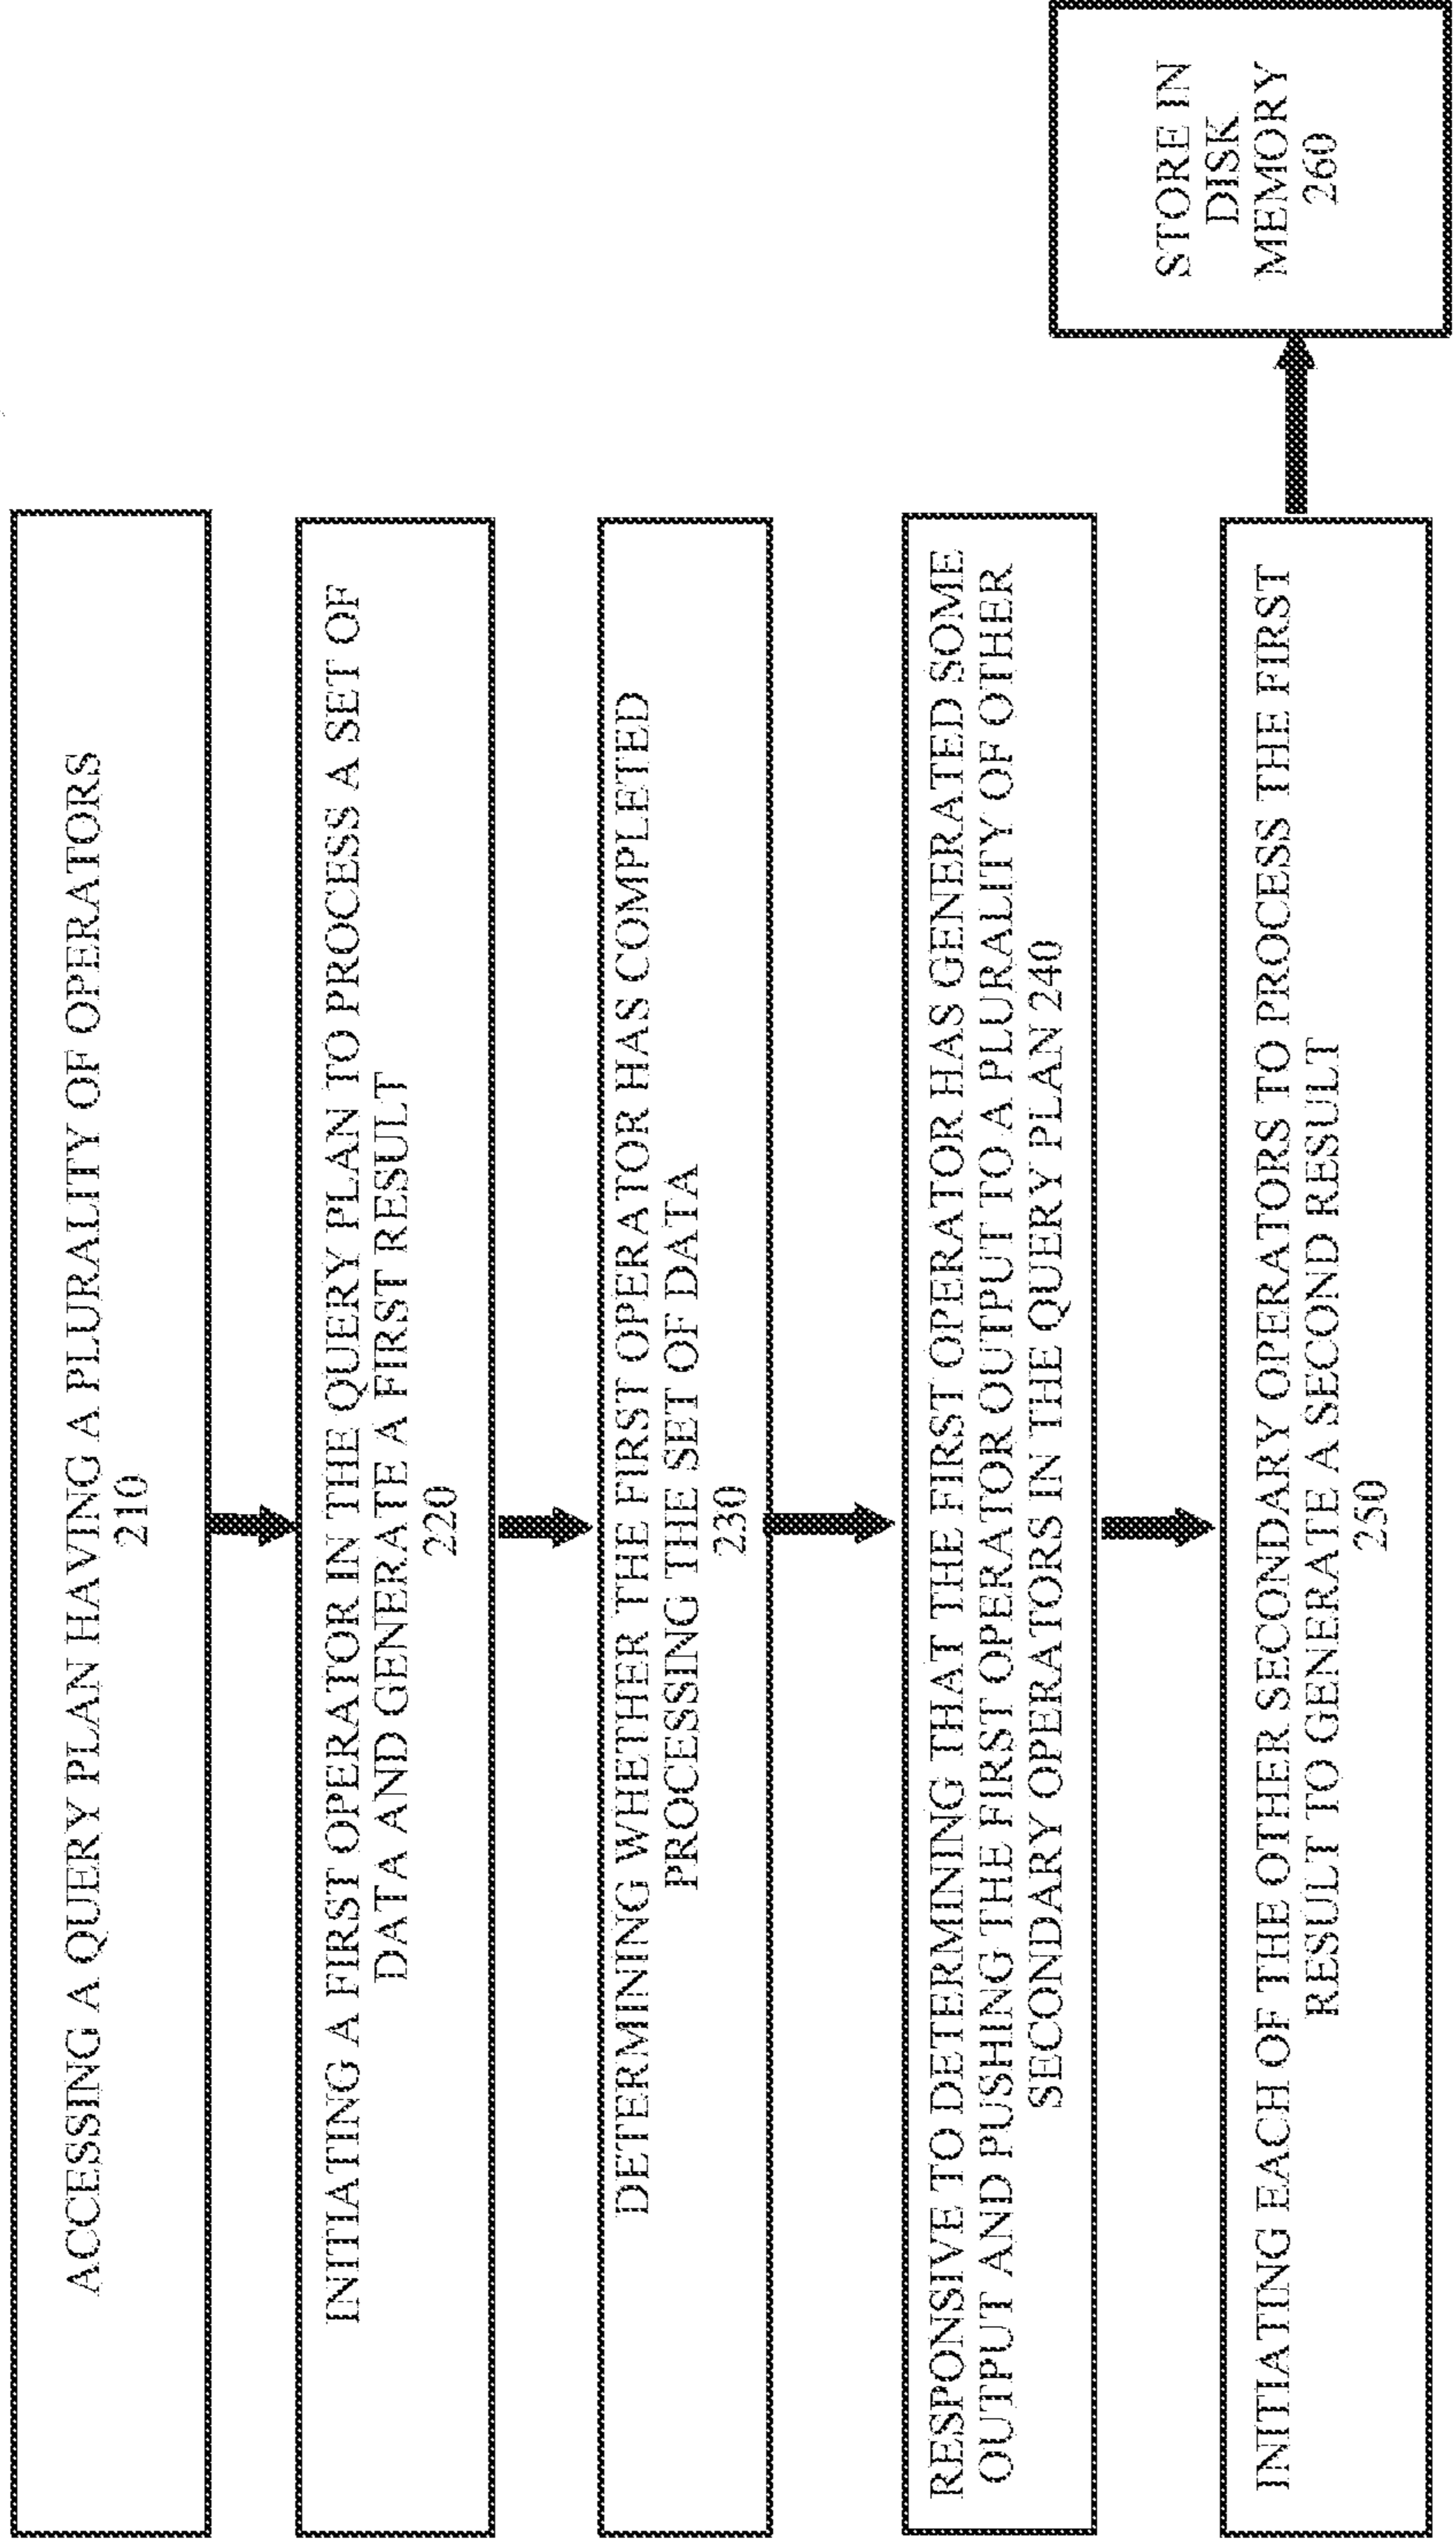 ACCESSING A QUERY PLAN HAVING A PLURALITY OF OPERATORS
210
INITIATING A FIRST OPERATOR IN THE QUERY PLAN TO PROCESS A SET OF
DATA AND GENERATE A FIRST RESULT
220
DETERMINING WHETHER THE FIRST OPERATOR HAS COMPLETED
PROCESSING THE SET OF DATA
230
RESPONSIVE TO DETERMINING THAT THE FIRST OPERATOR HAS GENERATED SOME
OUTPUT AND PUSHING THE FIRST OPERATOR OUTPUT TO A PLURALITY OF OTHER
SECONDARY OPERATORS IN THE QUERY PLAN 240
INITIATING EACH OF THE OTHER SECONDARY OPERATORS TO PROCESS THE FIRST
RESULT TO GENERATE A SECOND RESULT
250
STORE IN
DISK
MEMORY
260